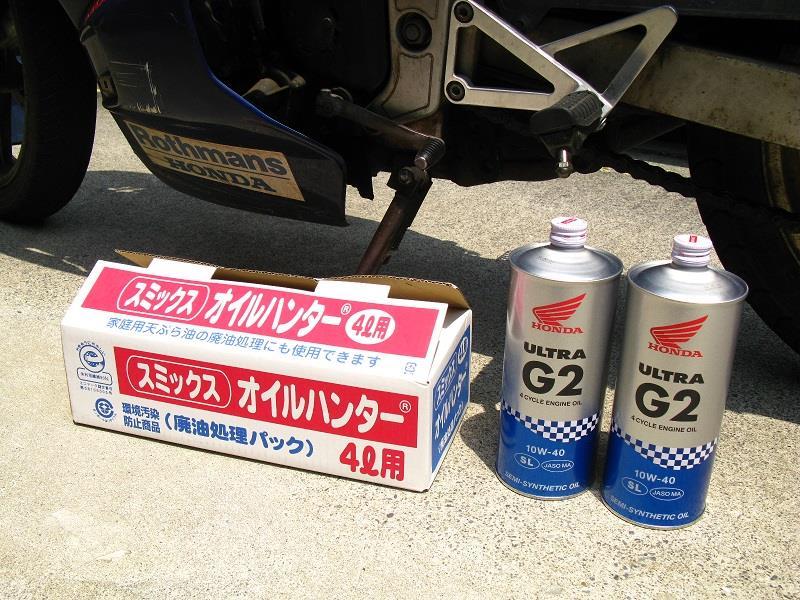 Rothmans
HONDA
スミックス オイルハンター® 4ℓ用
家庭用天ぷら油の廃油処理にも使用できます
スミックス オイルハンター®
環境汚染
防止商品
(廃油処理パック)
4ℓ用
HONDA
ULTRA
G2
4 CYCLE ENGINE OIL
10W-40
SL JASO MA
SEMI-SYNTHETIC OIL
HONDA
ULTRA
G2
4 CYCLE ENGINE OIL
10W-40
SL JASO MA
SEMI-SYNTHETIC OIL